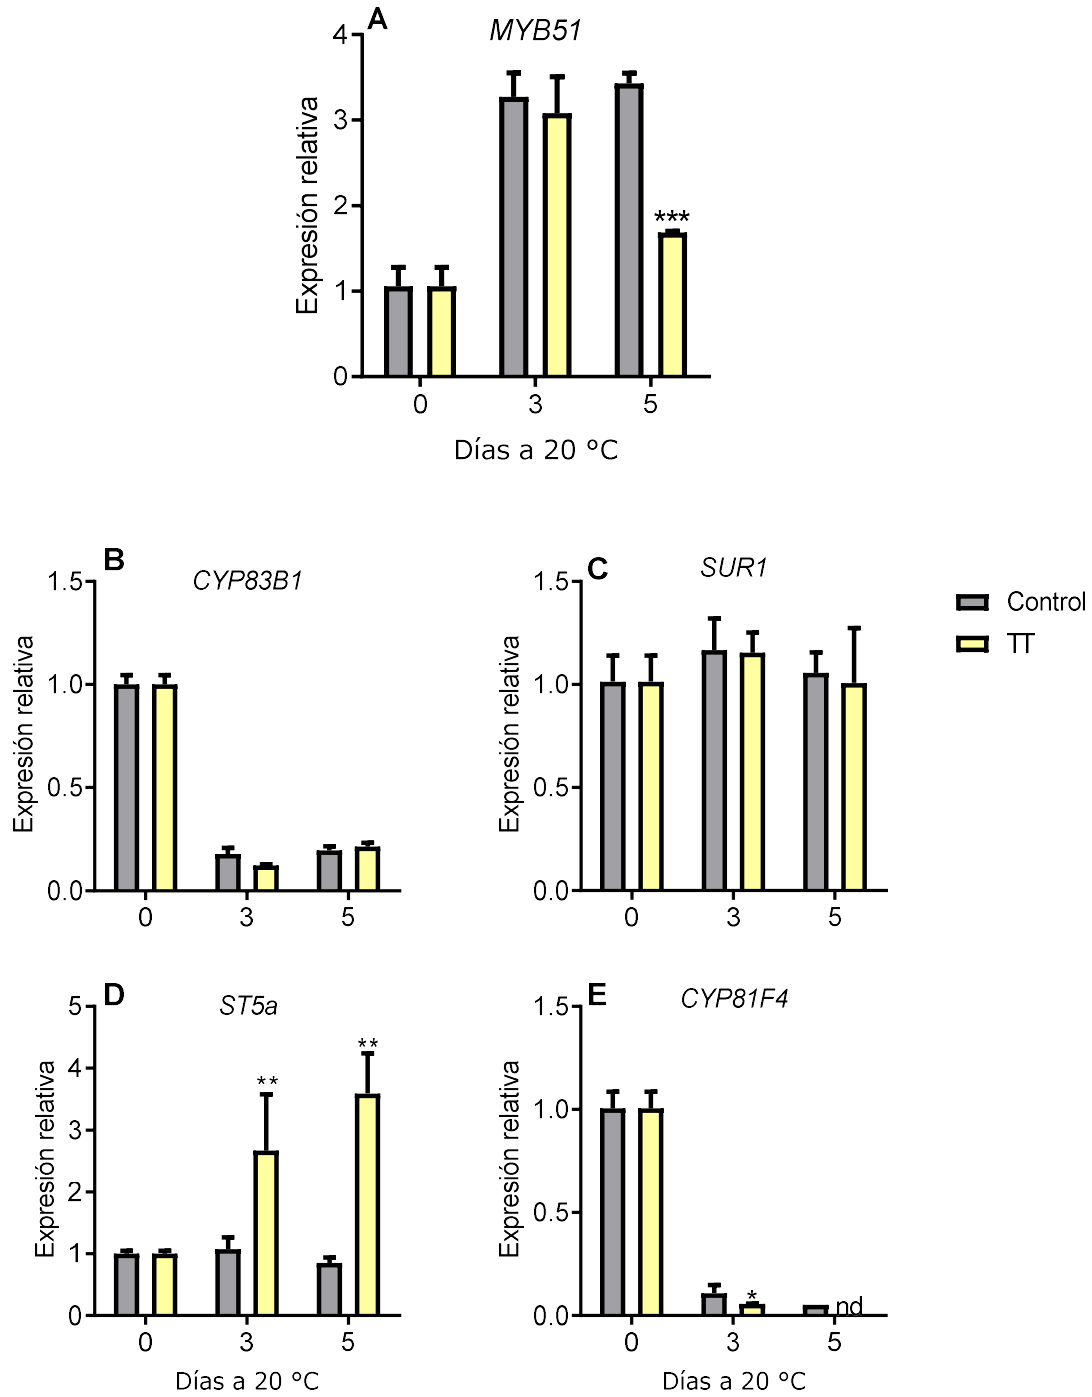 A
MYB51
Expresión relativa
4
3
2
1
0
***
0 3 5
Días a 20 °C
B
CYP83B1
Expresión relativa
1.5
1.0
0.5
0.0
0 3 5
C
SUR1
Expresión relativa
1.5
1.0
0.5
0.0
0 3 5
Control
TT
D
ST5a
Expresión relativa
5
4
3
2
1
0
**
**
0 3 5
Días a 20 °C
E
CYP81F4
Expresión relativa
1.5
1.0
0.5
0.0
*
nd
0 3 5
Días a 20 °C